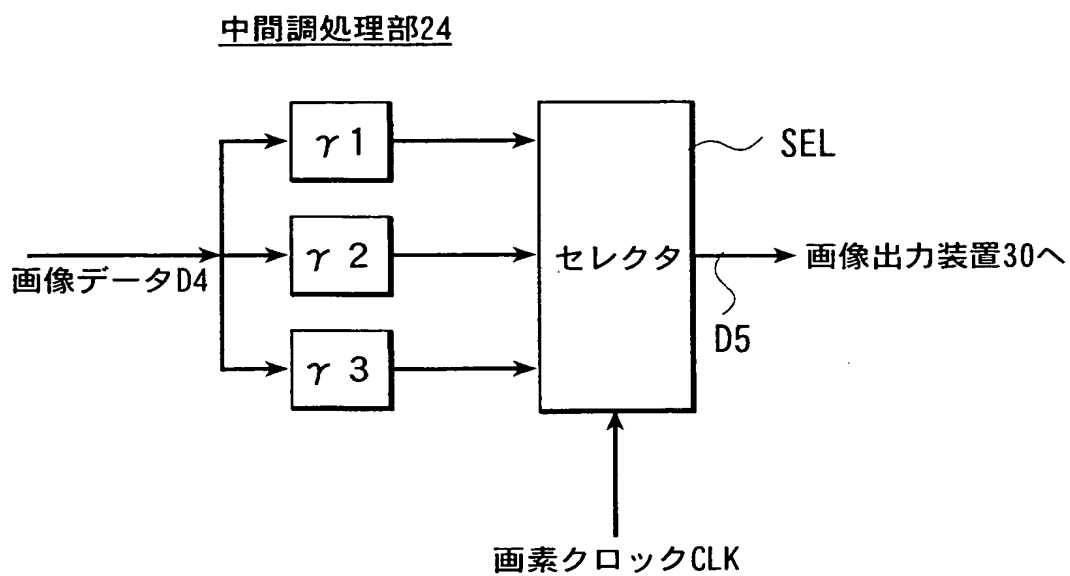 中間調処理部24
γ1
SEL
γ 2
セレクタ
画像出力装置30へ
画像データD4
D5
γ 3
画素クロックCLK